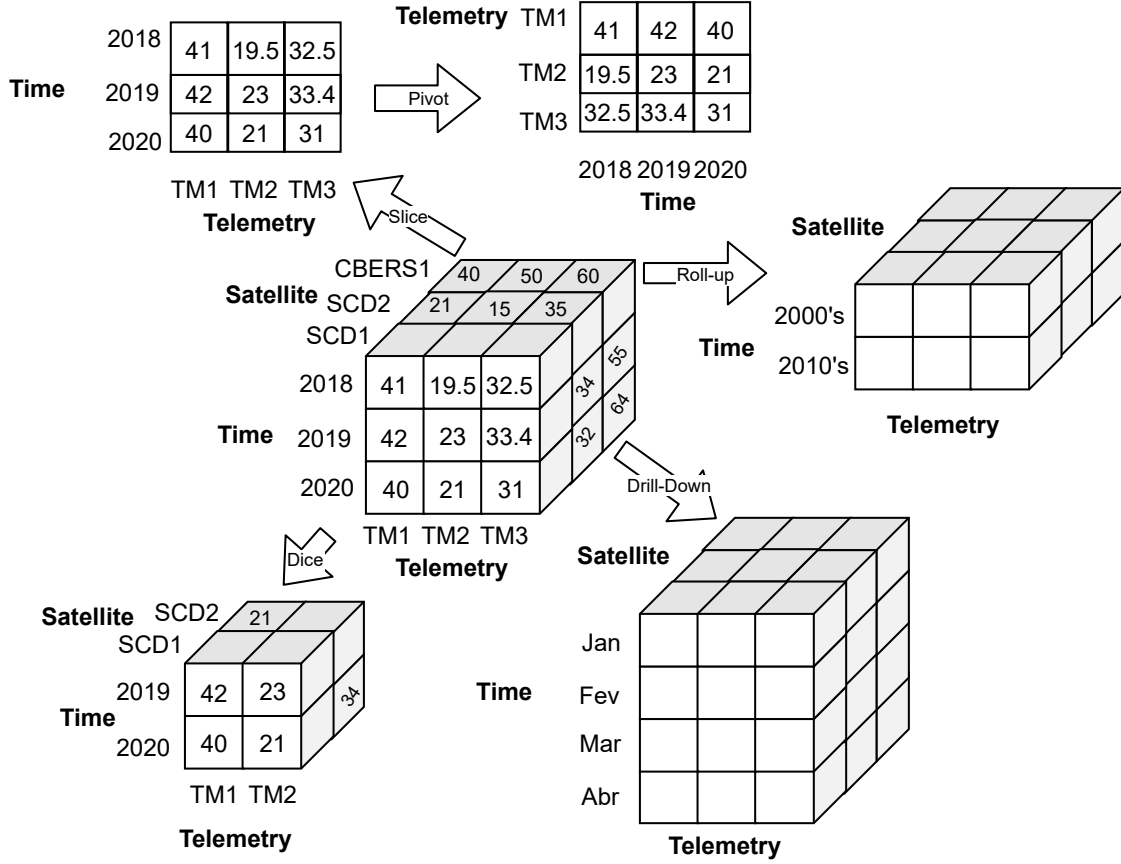 2018 41 19.5 32.5
Time 2019 42 23 33.4
2020 40 21 31
TM1 TM2 TM3
Telemetry
Pivot
Telemetry TM1 41 42 40
TM2 19.5 23 21
TM3 32.5 33.4 31
2018 2019 2020
Time
Slice
CBERS1 40 50 60
Satellite
SCD2 21 15 35
SCD1
2018 41 19.5 32.5
Time 2019 42 23 33.4
2020 40 21 31
34 55
32 64
TM1 TM2 TM3
Telemetry
Roll-up
Satellite
2000's
Time
2010's
Telemetry
Dice
Satellite SCD2 21
SCD1
2019 42 23
Time
2020 40 21
34
TM1 TM2
Telemetry
Drill-Down
Satellite
Jan
Time
Fev
Mar
Abr
Telemetry